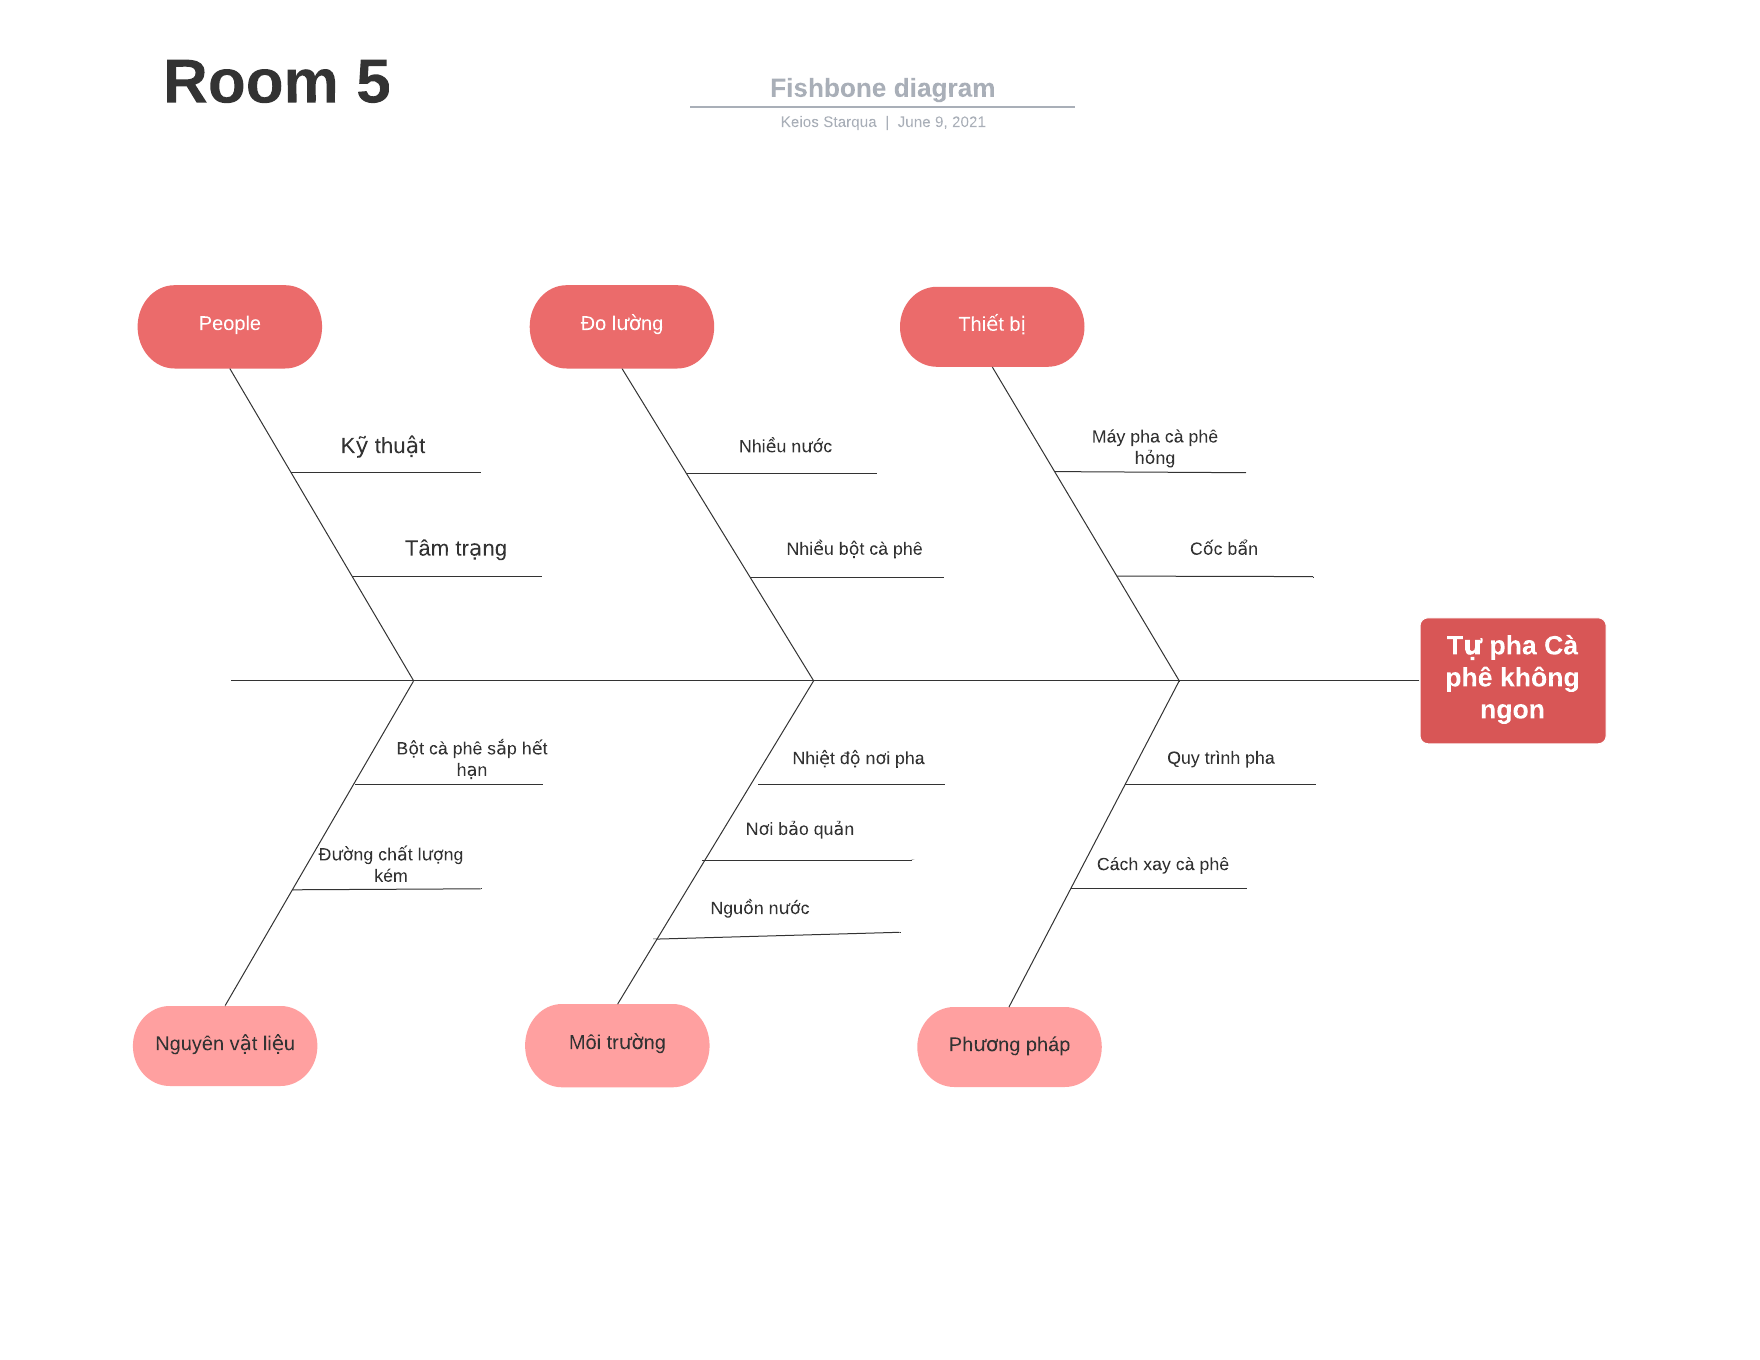 Room 5
Fishbone diagram
Keios Starqua | June 9, 2021
People
Đo lường
Thiết bị
Kỹ thuật
Nhiều nước
Máy pha cà phê
hỏng
Tâm trạng
Nhiều bột cà phê
Cốc bẩn
Tự pha Cà
phê không
ngon
Bột cà phê sắp hết
hạn
Nhiệt độ nơi pha
Quy trình pha
Nơi bảo quản
Đường chất lượng
kém
Cách xay cà phê
Nguồn nước
Nguyên vật liệu
Môi trường
Phương pháp